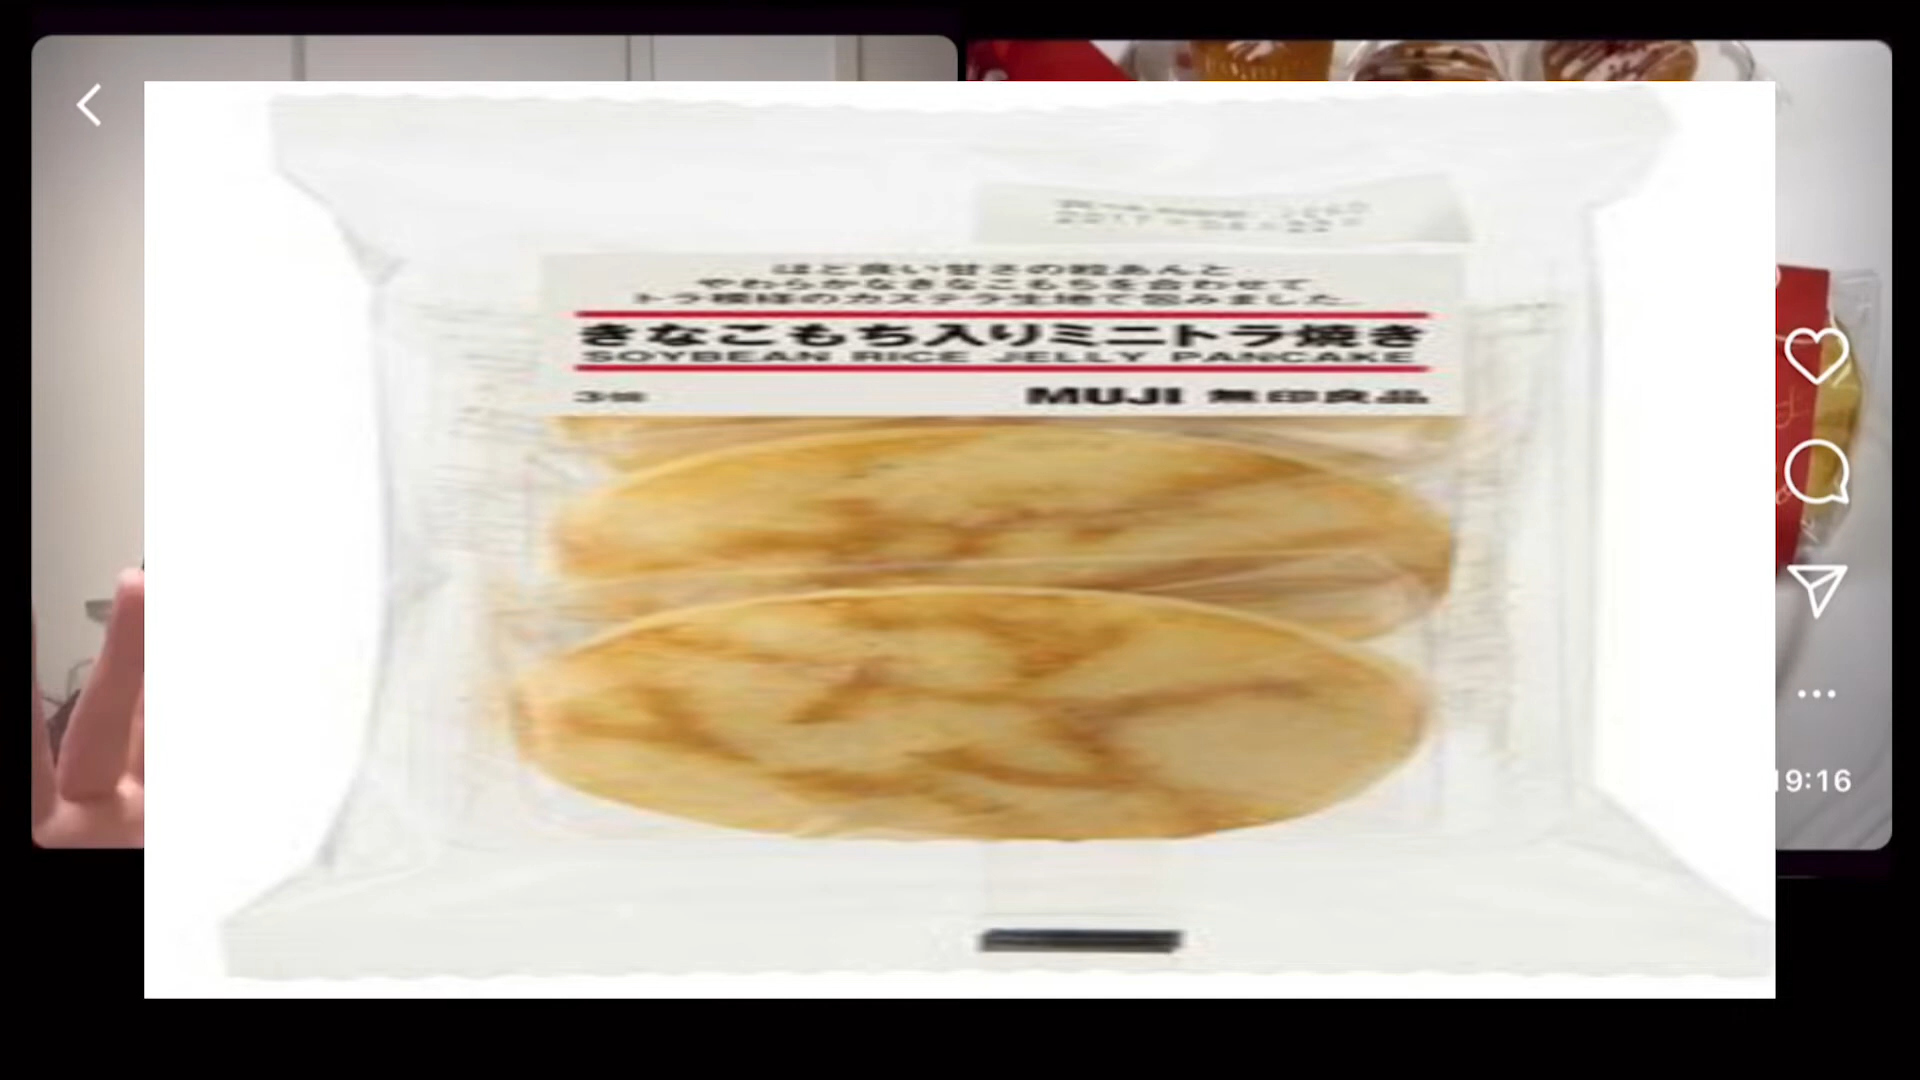 ほど良い甘さの粒あんと
やわらかなきなこもちを合わせて
トラ模様のカステラ生地で包みました。
きなこもち入りミニトラ焼き
SOYBEAN RICE JELLY PANCAKE
3個
MUJI 無印良品
19:16